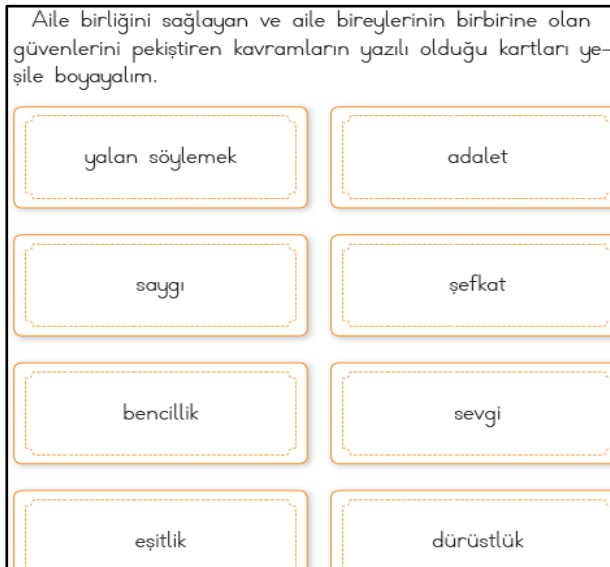 Aile birliğini sağlayan ve aile bireylerinin birbirine olan
güvenlerini pekiştiren kavramların yazılı olduğu kartları ye-
şile boyayalım.
yalan söylemek
adalet
saygı
şefkat
bencillik
sevgi
eşitlik
dürüstlük